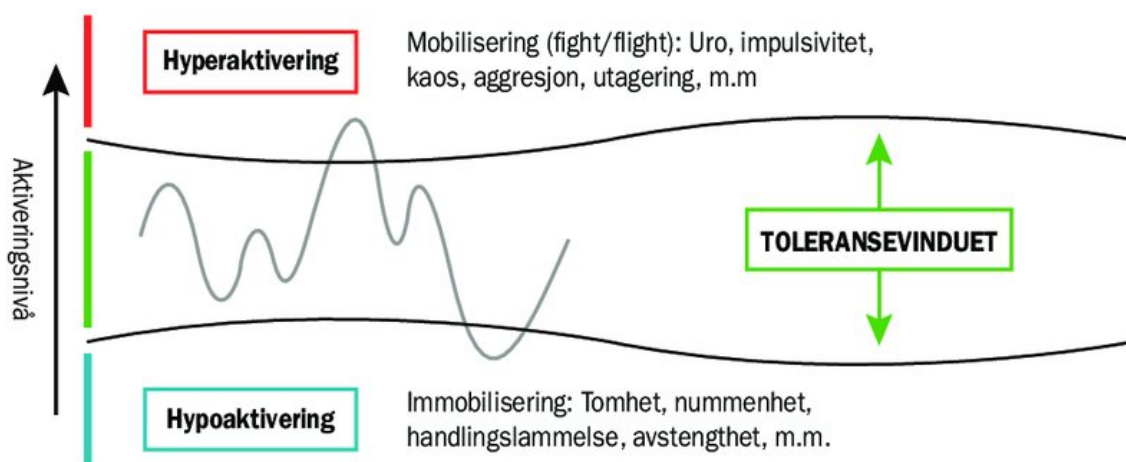 Hyperaktivering
Mobilisering (fight/flight): Uro, impulsivitet,
kaos, aggresjon, utagering, m.m
Aktiveringsnivå
TOLERANSEVINDUET
Hypoaktivering
Immobilisering: Tomhet, nummenhet,
handlingslammelse, avstengthet, m.m.